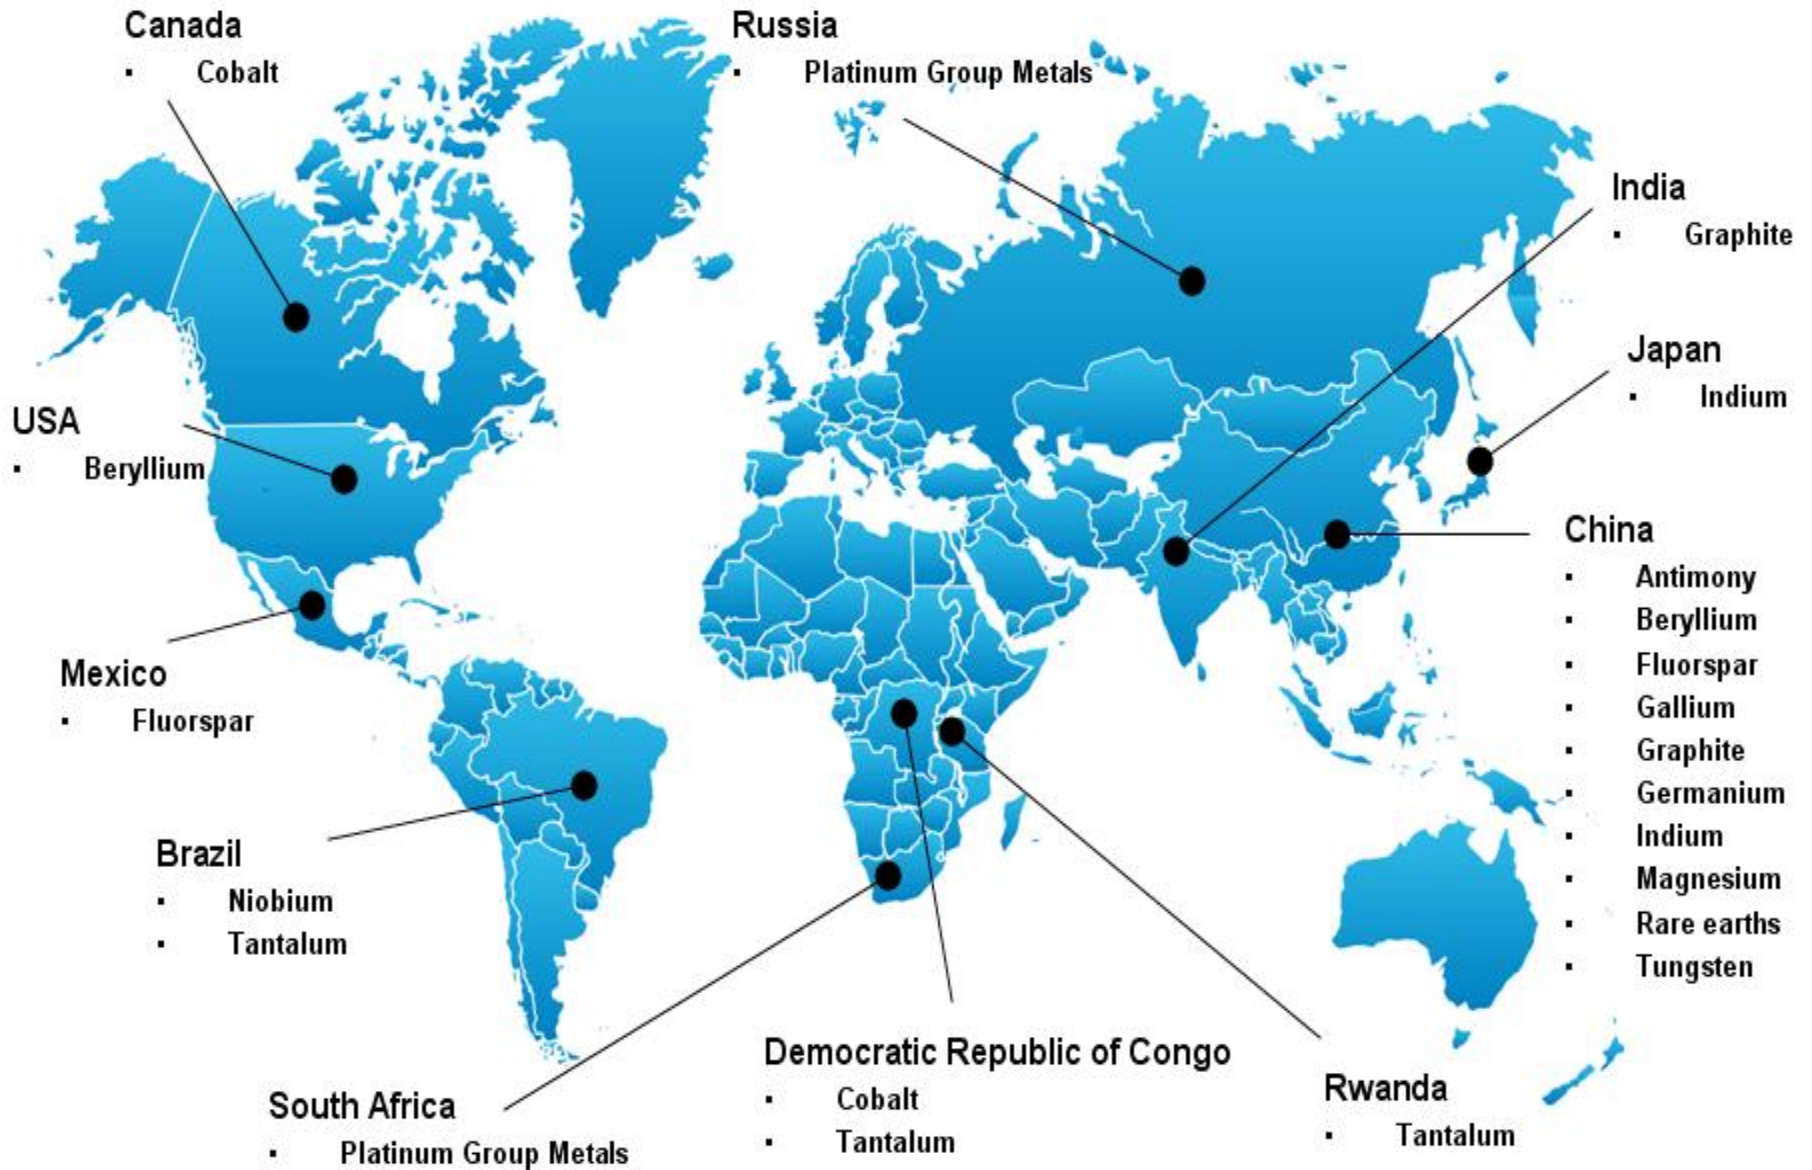 Canada
▪ Cobalt
Russia
▪ Platinum Group Metals
India
▪ Graphite
Japan
▪ Indium
USA
▪ Beryllium
China
▪ Antimony
▪ Beryllium
▪ Fluorspar
▪ Gallium
▪ Graphite
▪ Germanium
▪ Indium
▪ Magnesium
▪ Rare earths
▪ Tungsten
Mexico
▪ Fluorspar
Brazil
▪ Niobium
▪ Tantalum
South Africa
▪ Platinum Group Metals
Democratic Republic of Congo
▪ Cobalt
▪ Tantalum
Rwanda
▪ Tantalum